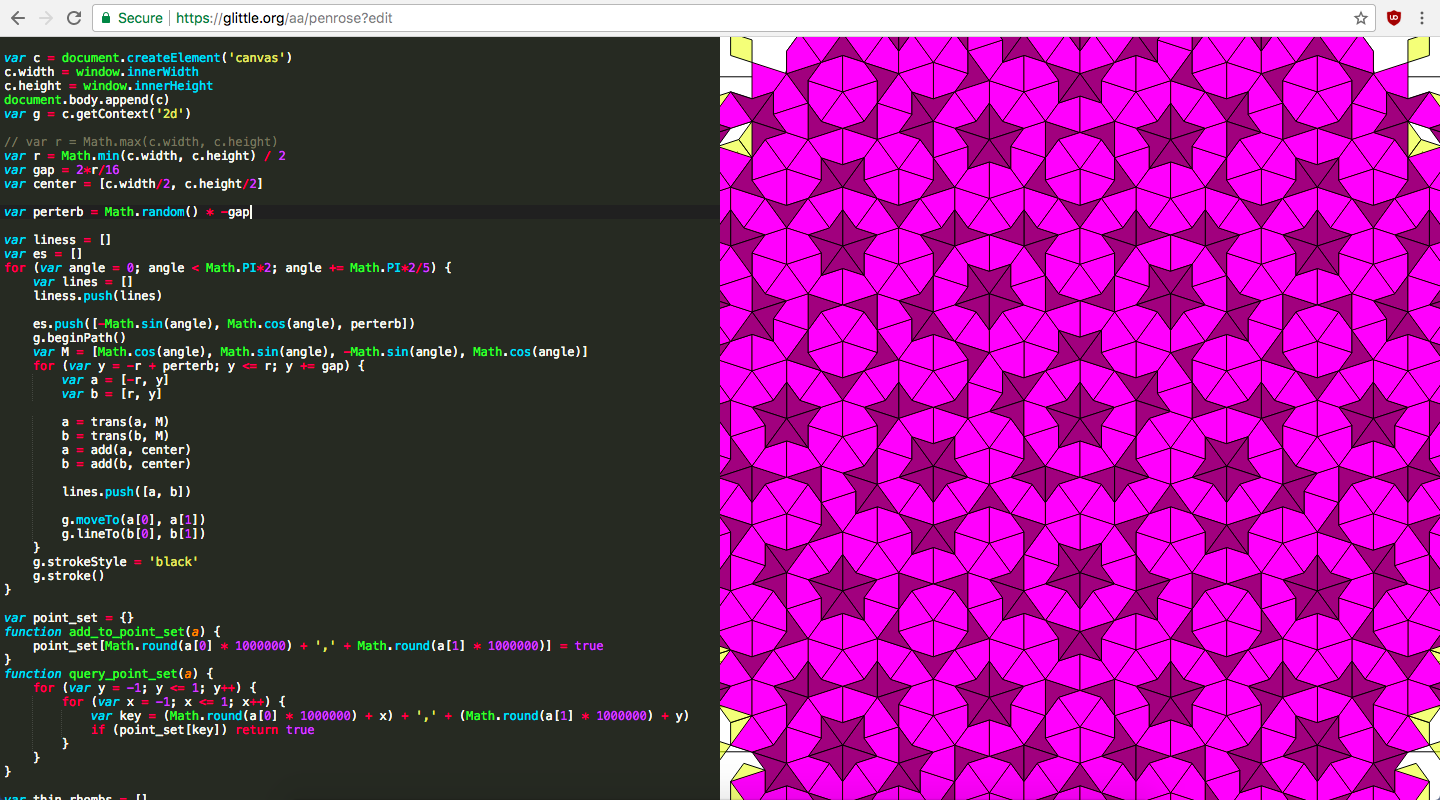 Secure https://glittle.org/aa/penrose?edit
var c = document.createElement('canvas')
c.width = window.innerWidth
c.height = window.innerHeight
document.body.append(c)
var g = c.getContext('2d')
// var r = Math.max(c.width, c.height)
var r = Math.min(c.width, c.height) / 2
var gap = 2*r/16
var center = [c.width/2, c.height/2]
var perterb = Math.random() * -gap
var liness = []
var es = []
for (var angle = 0; angle < Math.PI*2; angle += Math.PI*2/5) {
    var lines = []
    liness.push(lines)
    es.push([-Math.sin(angle), Math.cos(angle), perterb])
    g.beginPath()
    var M = [Math.cos(angle), Math.sin(angle), -Math.sin(angle), Math.cos(angle)]
    for (var y = -r + perterb; y <= r; y += gap) {
        var a = [-r, y]
        var b = [r, y]
        a = trans(a, M)
        b = trans(b, M)
        a = add(a, center)
        b = add(b, center)
        lines.push([a, b])
        g.moveTo(a[0], a[1])
        g.lineTo(b[0], b[1])
    }
    g.strokeStyle = 'black'
    g.stroke()
}
var point_set = {}
function add_to_point_set(a) {
    point_set[Math.round(a[0] * 1000000) + ',' + Math.round(a[1] * 1000000)] = true
}
function query_point_set(a) {
    for (var y = -1; y <= 1; y++) {
        for (var x = -1; x <= 1; x++) {
            var key = (Math.round(a[0] * 1000000) + x) + ',' + (Math.round(a[1] * 1000000) + y)
            if (point_set[key]) return true
        }
    }
}
var thin_rhombs = []